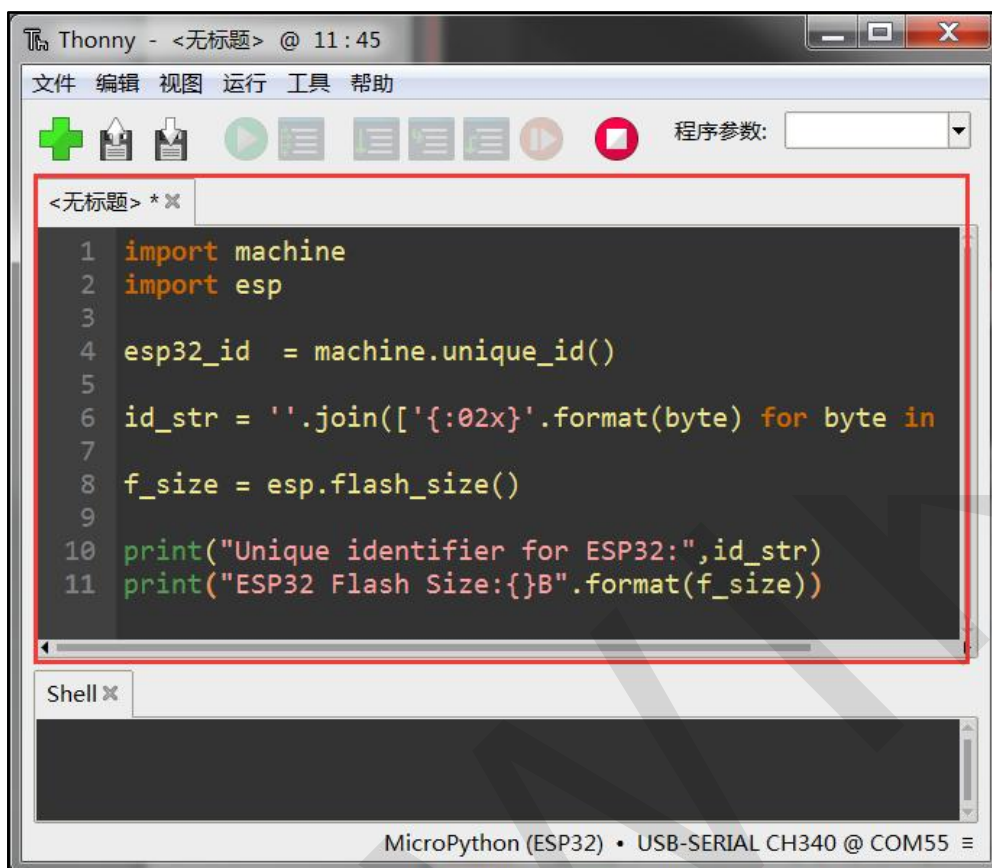 Thonny - <无标题> @ 11:45
文件 编辑 视图 运行 工具 帮助
程序参数:
<无标题> *
1 import machine
2 import esp
3
4 esp32_id  = machine.unique_id()
5
6 id_str = ''.join(['{:02x}'.format(byte) for byte in
7
8 f_size = esp.flash_size()
9
10 print("Unique identifier for ESP32:",id_str)
11 print("ESP32 Flash Size:{}B".format(f_size))
Shell
MicroPython (ESP32) • USB-SERIAL CH340 @ COM55 ≡